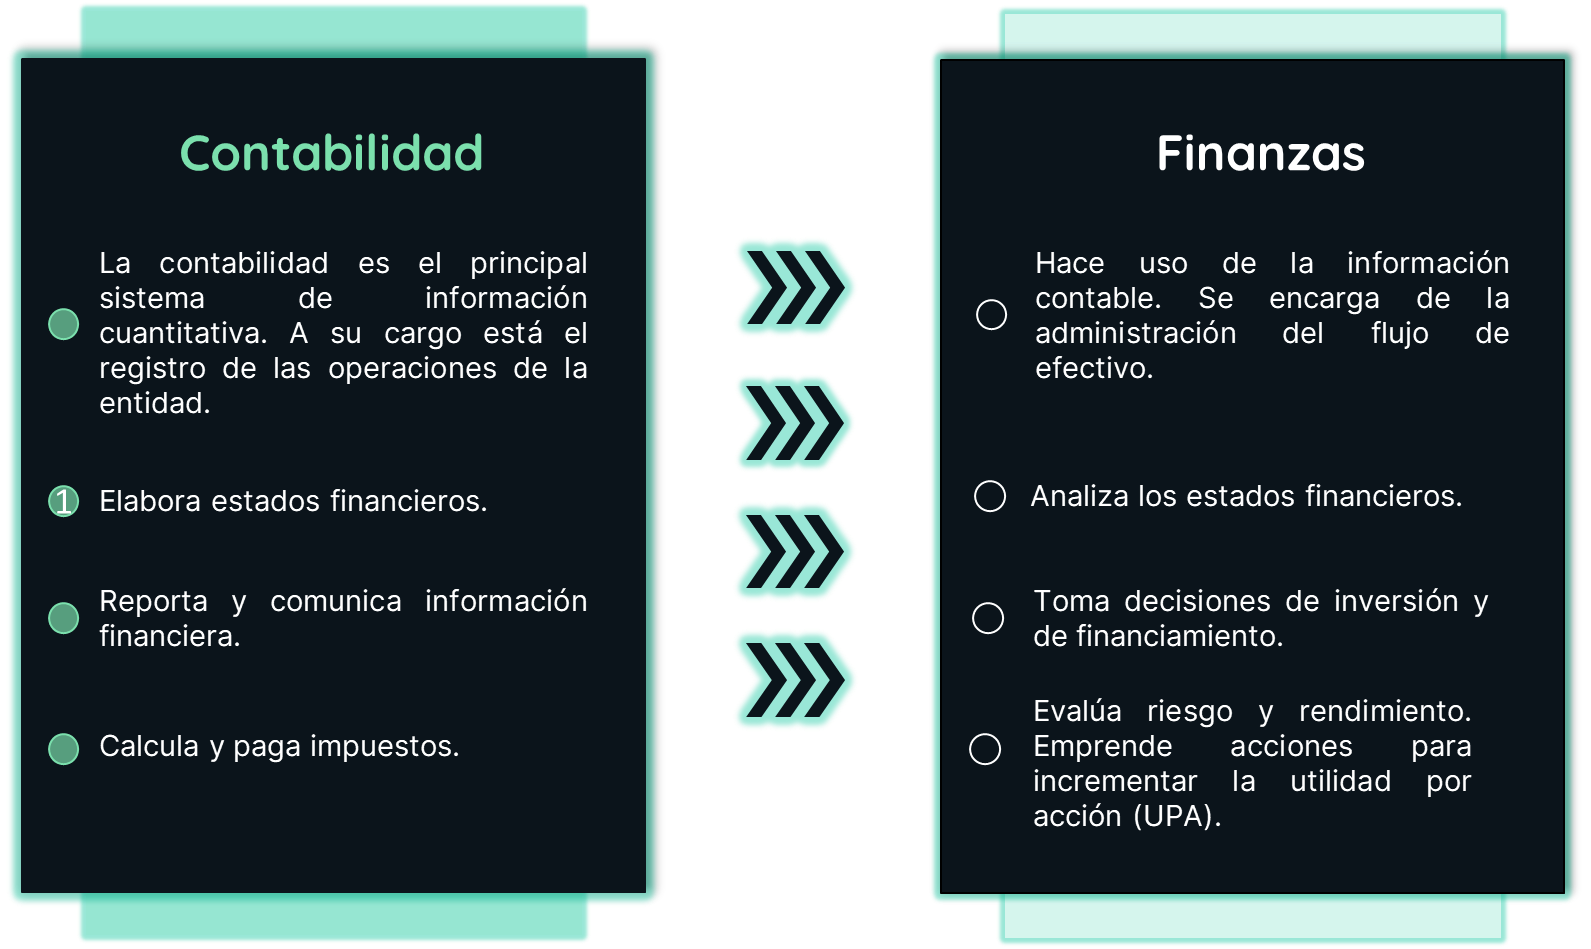 Contabilidad
La contabilidad es el principal
sistema de información
cuantitativa. A su cargo está el
registro de las operaciones de la
entidad.
1 Elabora estados financieros.
Reporta y comunica información
financiera.
Calcula y paga impuestos.
Finanzas
Hace uso de la información
contable. Se encarga de la
administración del flujo de
efectivo.
Analiza los estados financieros.
Toma decisiones de inversión y
de financiamiento.
Evalúa riesgo y rendimiento.
Emprende acciones para
incrementar la utilidad por
acción (UPA).